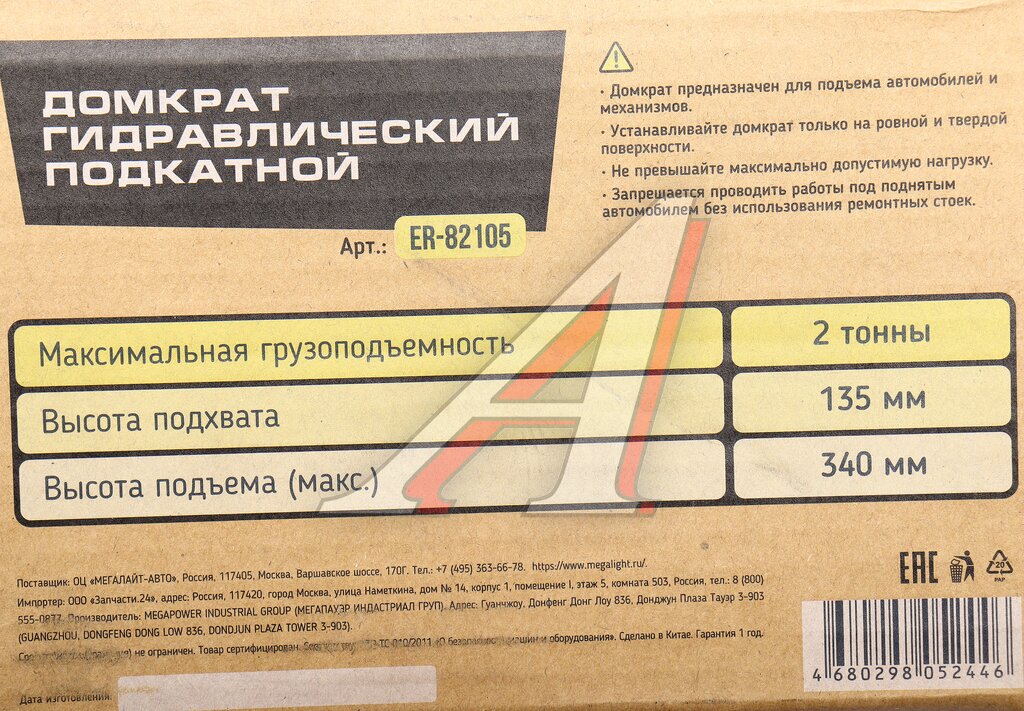 ДОМКРАТ
ГИДРАВЛИЧЕСКИЙ
ПОДКАТНОЙ
Арт.: ER-82105
· Домкрат предназначен для подъема автомобилей и
механизмов.
· Устанавливайте домкрат только на ровной и твердой
поверхности.
· Не превышайте максимально допустимую нагрузку.
· Запрещается проводить работы под поднятым
автомобилем без использования ремонтных стоек.
Максимальная грузоподъемность 2 тонны
Высота подхвата 135 мм
Высота подъема (макс.) 340 мм
Поставщик: ОЦ «МЕГАЛАЙТ-АВТО», Россия, 117405, Москва, Варшавское шоссе, 170Г. Тел.: +7 (495) 363-66-78. https://www.megalight.ru/.
Импортер: ООО «Запчасти.24», адрес: Россия, 117420, город Москва, улица Наметкина, дом № 14, корпус 1, помещение I, этаж 5, комната 503, Россия, тел.: 8 (800)
555-0877. Производитель: MEGAPOWER INDUSTRIAL GROUP (МЕГАПАУЭР ИНДАСТРИАЛ ГРУП). Адрес: Гуанчжоу, Донфенг Донг Лоу 836, Донджун Плаза Тауэр 3-903
(GUANGZHOU, DONGFENG DONG LOW 836, DONDJUN PLAZA TOWER 3-903).
не ограничен. Товар сертифицирован. 010/2011 «О безопасности машин и оборудования». Сделано в Китае. Гарантия 1 год.
Дата изготовления:
EAC
20
PAP
4 680298 052446